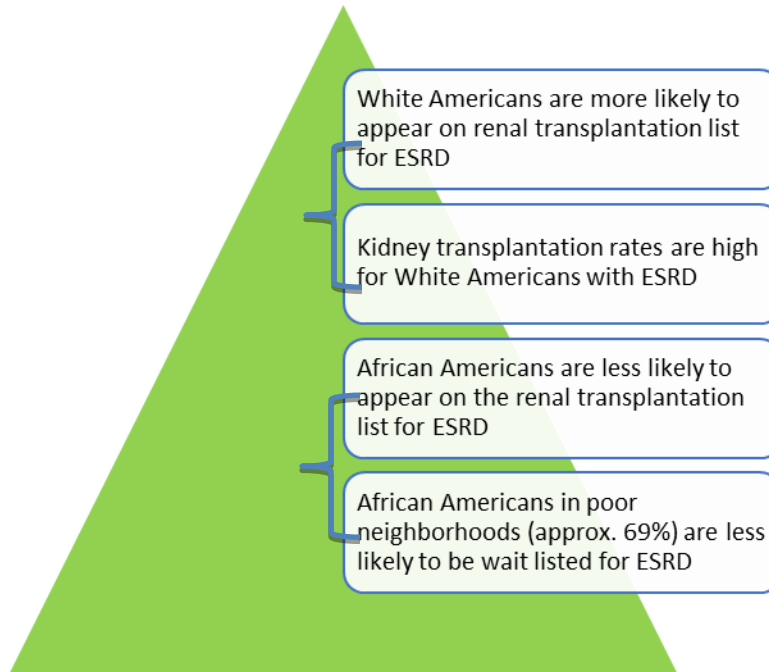 White Americans are more likely to
appear on renal transplantation list
for ESRD
Kidney transplantation rates are high
for White Americans with ESRD
African Americans are less likely to
appear on the renal transplantation
list for ESRD
African Americans in poor
neighborhoods (approx. 69%) are less
likely to be wait listed for ESRD